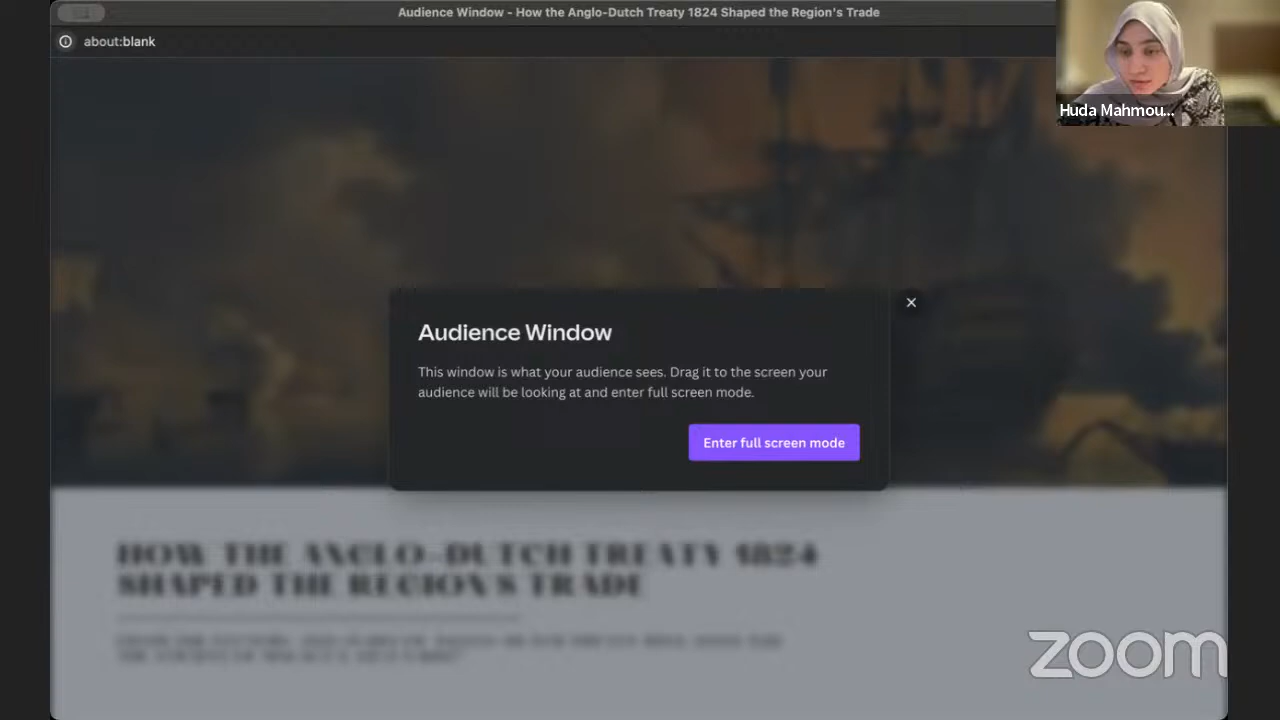 Audience Window - How the Anglo-Dutch Treaty 1824 Shaped the Region's Trade
about:blank
Huda Mahmou...
Audience Window
This window is what your audience sees. Drag it to the screen your
audience will be looking at and enter full screen mode.
Enter full screen mode
HOW THE ANGLO-DUTCH TREATY 1824
SHAPED THE REGION'S TRADE
zoom